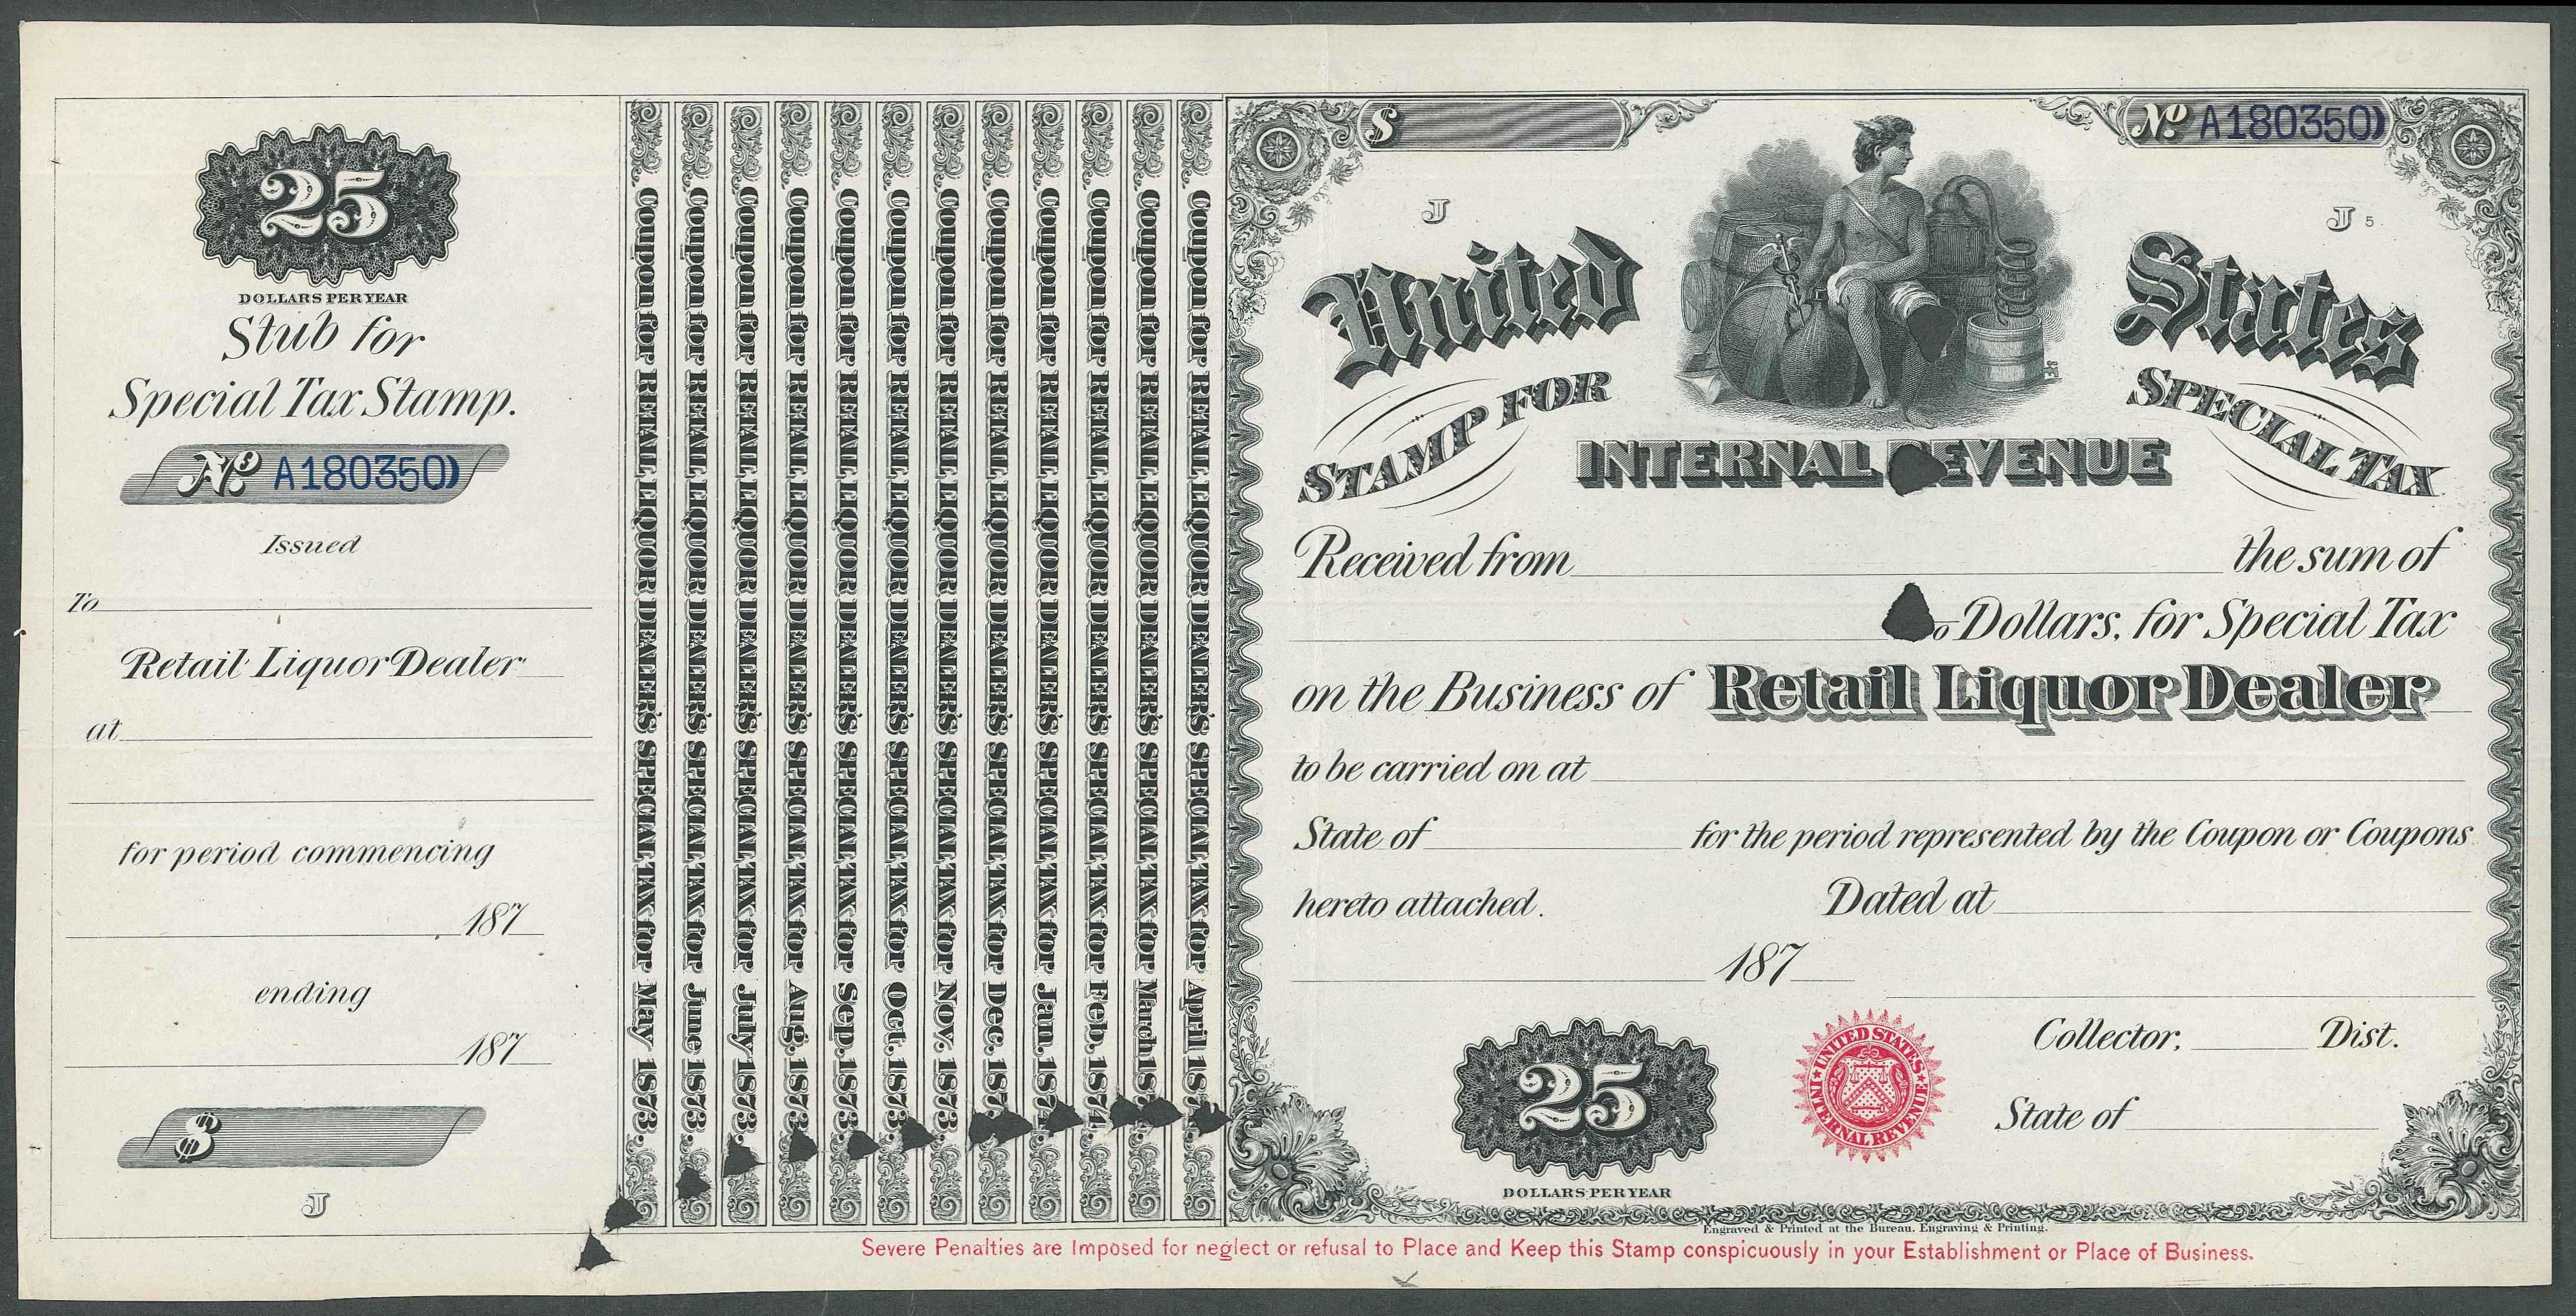 25
DOLLARS PER YEAR
Stub for
Special Tax Stamp.
No. A180350)
Issued
To
Retail Liquor Dealer
at
for period commencing
187
ending
187
$
J
Coupon for RETAIL LIQUOR DEALER'S SPECIAL TAX for May 1873.
Coupon for RETAIL LIQUOR DEALER'S SPECIAL TAX for June 1873.
Coupon for RETAIL LIQUOR DEALER'S SPECIAL TAX for July 1873.
Coupon for RETAIL LIQUOR DEALER'S SPECIAL TAX for Aug. 1873.
Coupon for RETAIL LIQUOR DEALER'S SPECIAL TAX for Sep. 1873.
Coupon for RETAIL LIQUOR DEALER'S SPECIAL TAX for Oct. 1873.
Coupon for RETAIL LIQUOR DEALER'S SPECIAL TAX for Nov. 1873.
Coupon for RETAIL LIQUOR DEALER'S SPECIAL TAX for Dec. 187
Coupon for RETAIL LIQUOR DEALER'S SPECIAL TAX for Jan. 1874.
Coupon for RETAIL LIQUOR DEALER'S SPECIAL TAX for Feb. 1874.
Coupon for RETAIL LIQUOR DEALER'S SPECIAL TAX for March 187
Coupon for RETAIL LIQUOR DEALER'S SPECIAL TAX for April 187
$
No. A180350)
J
J 5
United States
STAMP FOR SPECIAL TAX
INTERNAL REVENUE
Received from the sum of
Dollars, for Special Tax
on the Business of Retail Liquor Dealer
to be carried on at
State of for the period represented by the Coupon or Coupons
hereto attached. Dated at
187
Collector, Dist.
State of
25
DOLLARS PER YEAR
UNITED STATES INTERNAL REVENUE
Engraved & Printed at the Bureau, Engraving & Printing.
Severe Penalties are Imposed for neglect or refusal to Place and Keep this Stamp conspicuously in your Establishment or Place of Business.